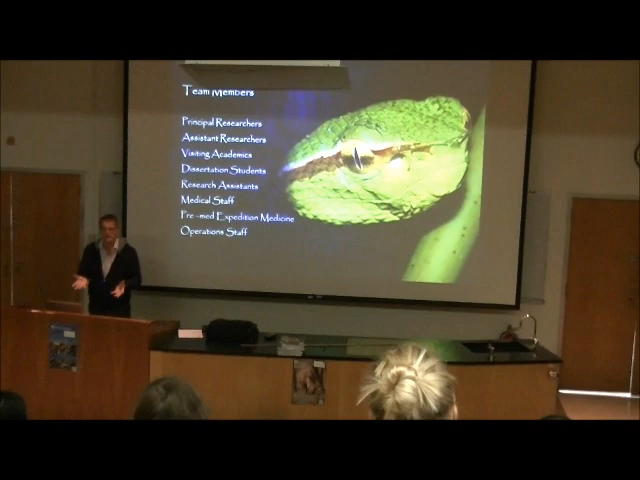 Team Members
Principal Researchers
Assistant Researchers
Visiting Academics
Dissertation Students
Research Assistants
Medical Staff
Pre-med Expedition Medicine
Operations Staff